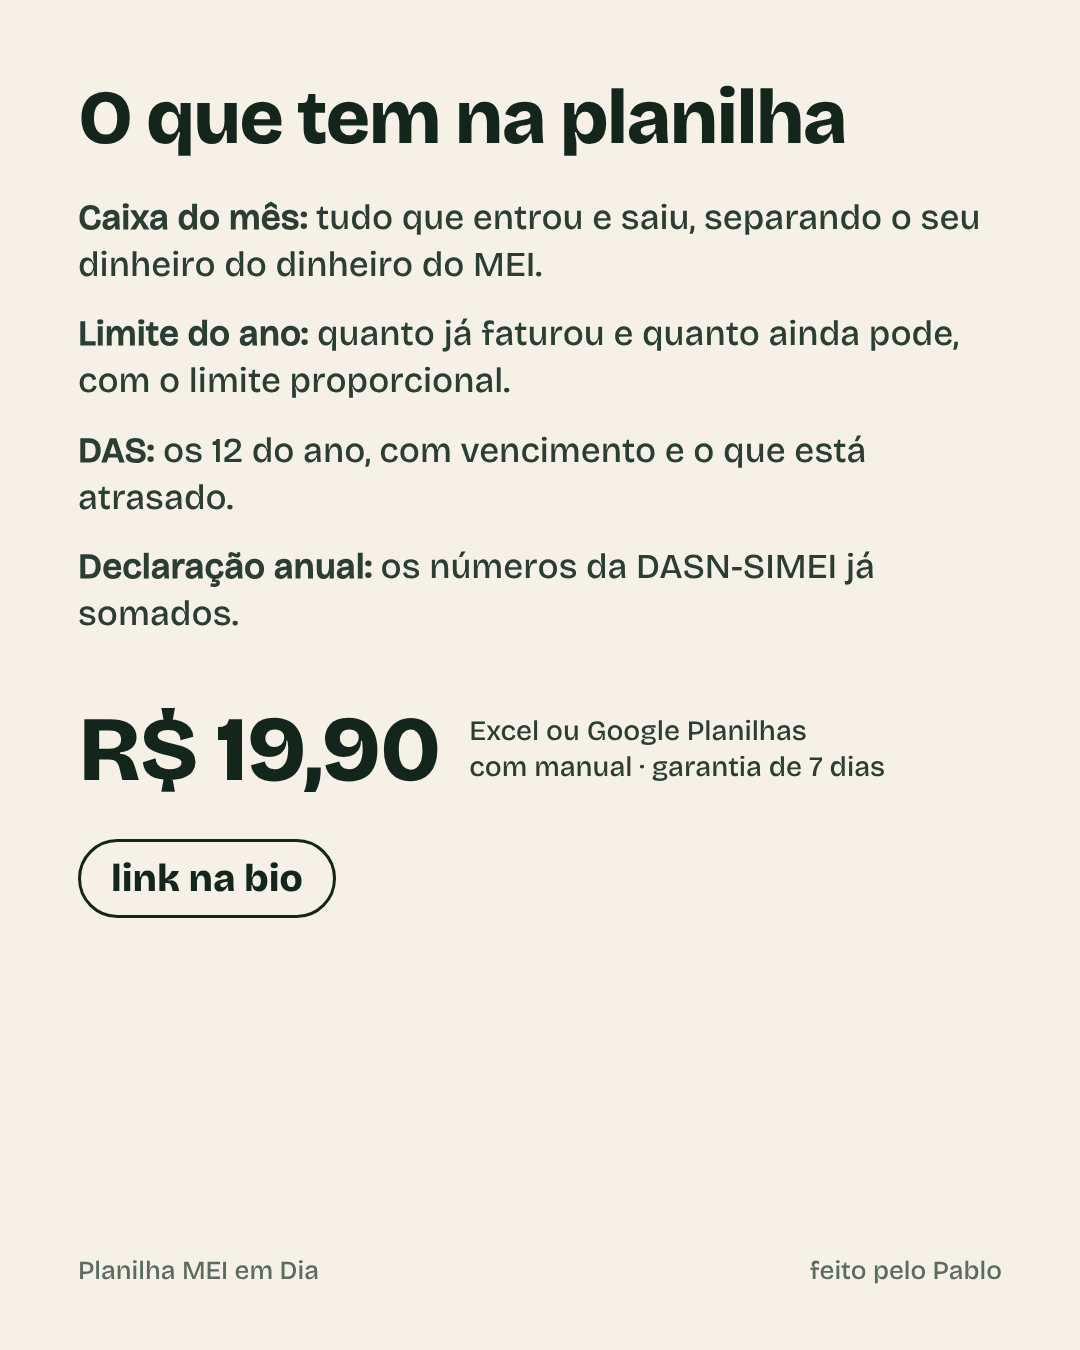 O que tem na planilha
Caixa do mês: tudo que entrou e saiu, separando o seu
dinheiro do dinheiro do MEI.
Limite do ano: quanto já faturou e quanto ainda pode,
com o limite proporcional.
DAS: os 12 do ano, com vencimento e o que está
atrasado.
Declaração anual: os números da DASN-SIMEI já
somados.
R$ 19,90
Excel ou Google Planilhas
com manual · garantia de 7 dias
link na bio
Planilha MEI em Dia
feito pelo Pablo